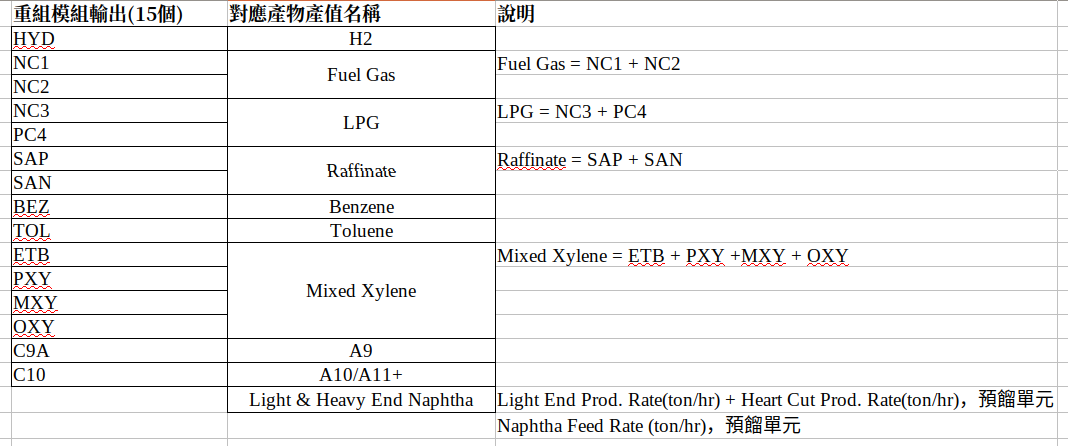 重組模組輸出(15個) 對應產物產值名稱 說明
HYD H2
NC1 Fuel Gas Fuel Gas = NC1 + NC2
NC2
NC3 LPG LPG = NC3 + PC4
PC4
SAP Raffinate Raffinate = SAP + SAN
SAN
BEZ Benzene
TOL Toluene
ETB Mixed Xylene Mixed Xylene = ETB + PXY +MXY + OXY
PXY
MXY
OXY
C9A A9
C10 A10/A11+
Light & Heavy End Naphtha Light End Prod. Rate(ton/hr) + Heart Cut Prod. Rate(ton/hr)，預餾單元
Naphtha Feed Rate (ton/hr)，預餾單元